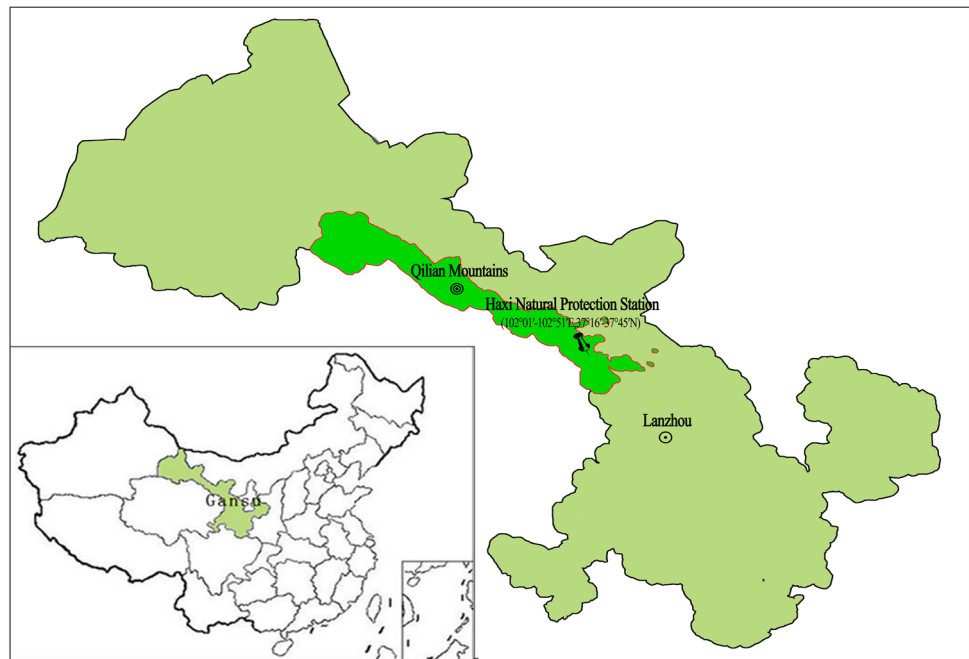 Qilian Mountains
Haxi Natural Protection Station
(102°01'-102°51'E,37°16'-37°45'N)
Lanzhou
Gansu